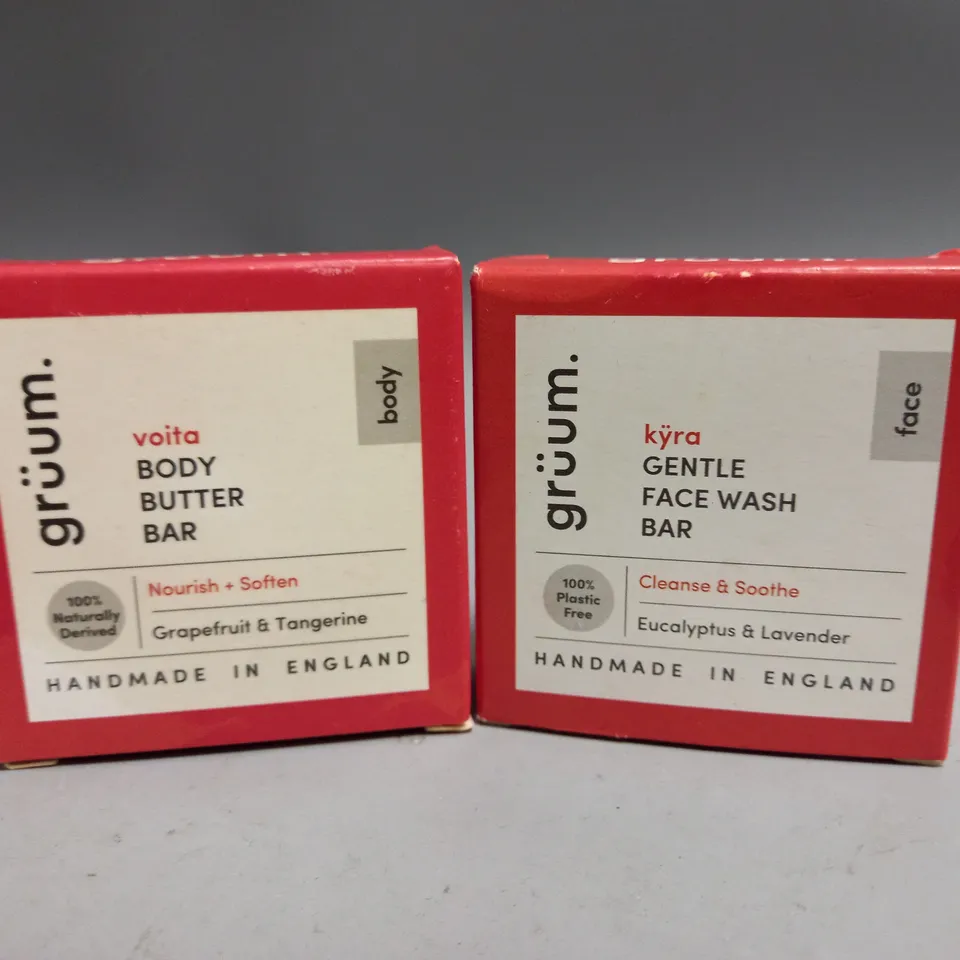 grüum.
body
voita
BODY
BUTTER
BAR
100%
Naturally
Derived
Nourish + Soften
Grapefruit & Tangerine
HANDMADE IN ENGLAND
grüum.
face
kÿra
GENTLE
FACE WASH
BAR
100%
Plastic
Free
Cleanse & Soothe
Eucalyptus & Lavender
HANDMADE IN ENGLAND